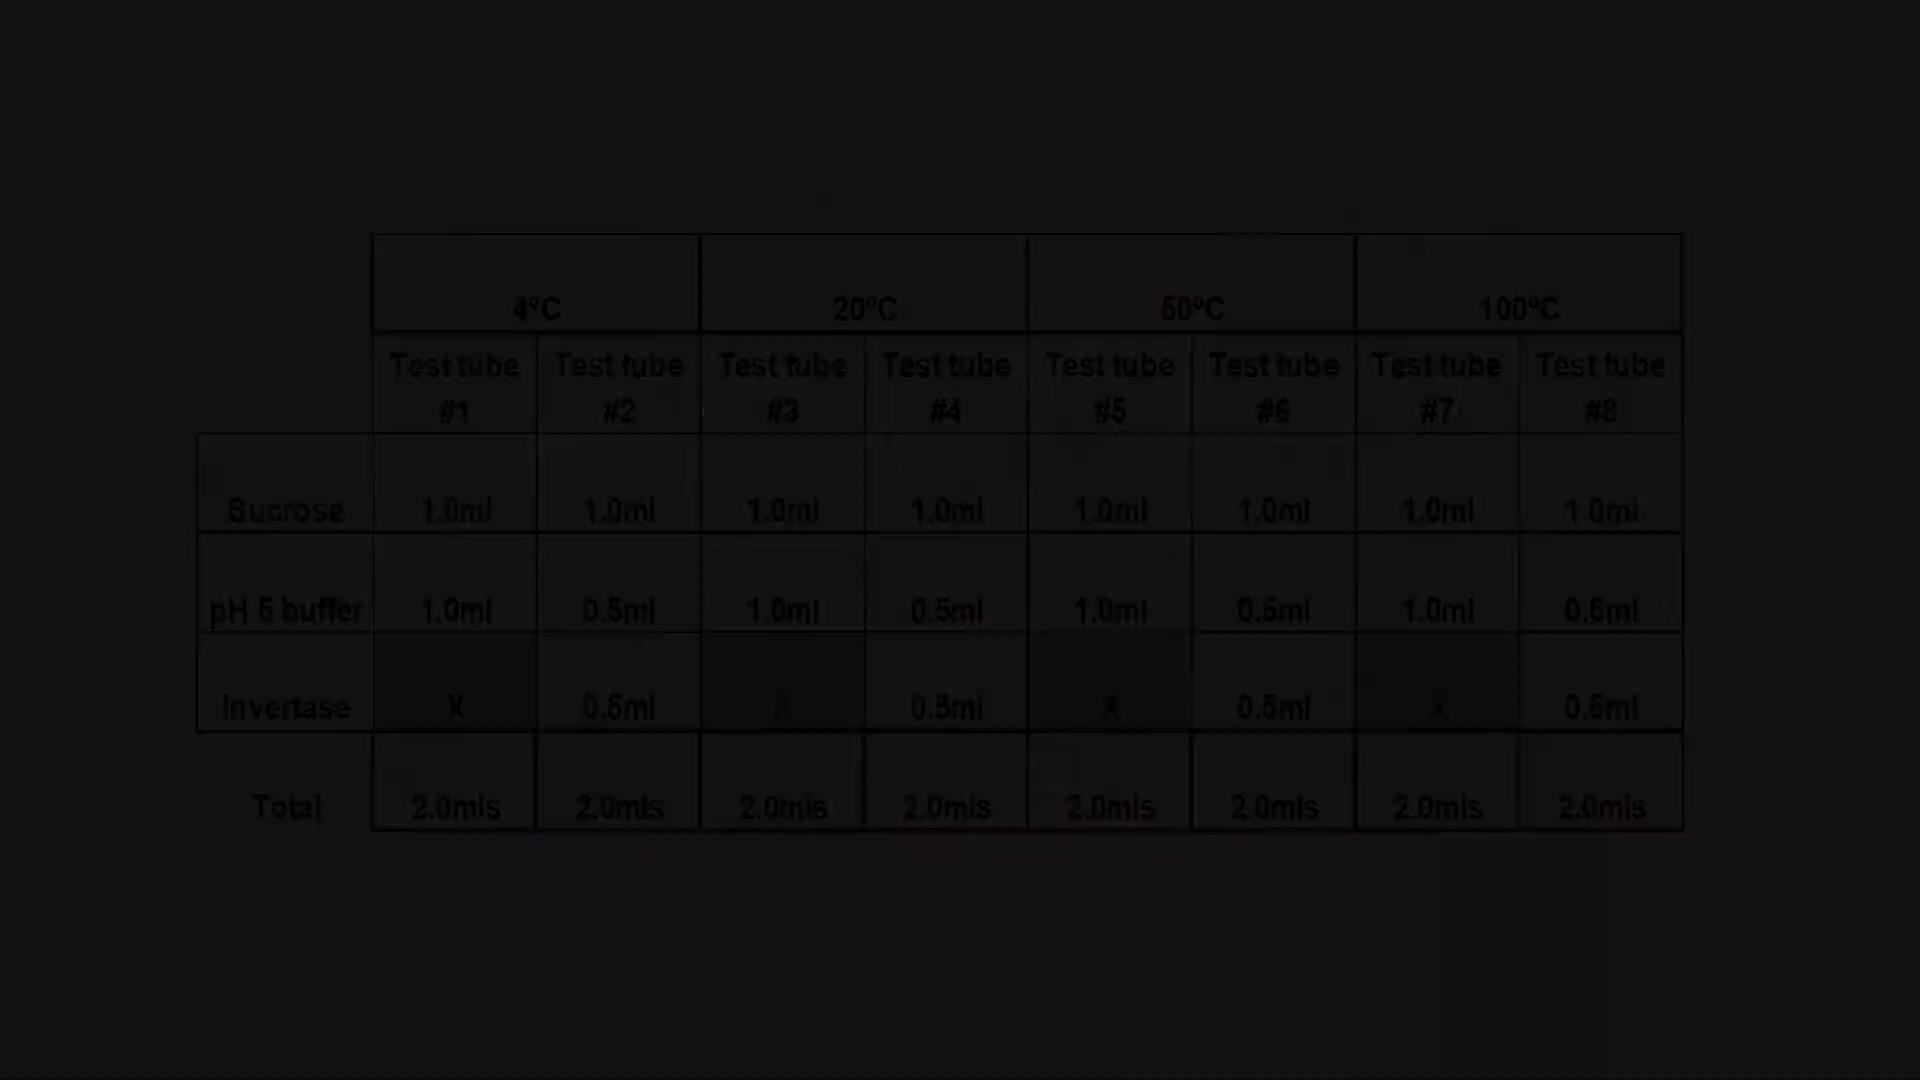 4ºC 20ºC 60ºC 100ºC
Test tube #1 Test tube #2 Test tube #3 Test tube #4 Test tube #5 Test tube #6 Test tube #7 Test tube #8
Sucrose 1.0ml 1.0ml 1.0ml 1.0ml 1.0ml 1.0ml 1.0ml 1.0ml
pH 5 buffer 1.0ml 0.5ml 1.0ml 0.5ml 1.0ml 0.5ml 1.0ml 0.5ml
Invertase X 0.5ml X 0.5ml X 0.5ml X 0.5ml
Total 2.0mls 2.0mls 2.0mls 2.0mls 2.0mls 2.0mls 2.0mls 2.0mls